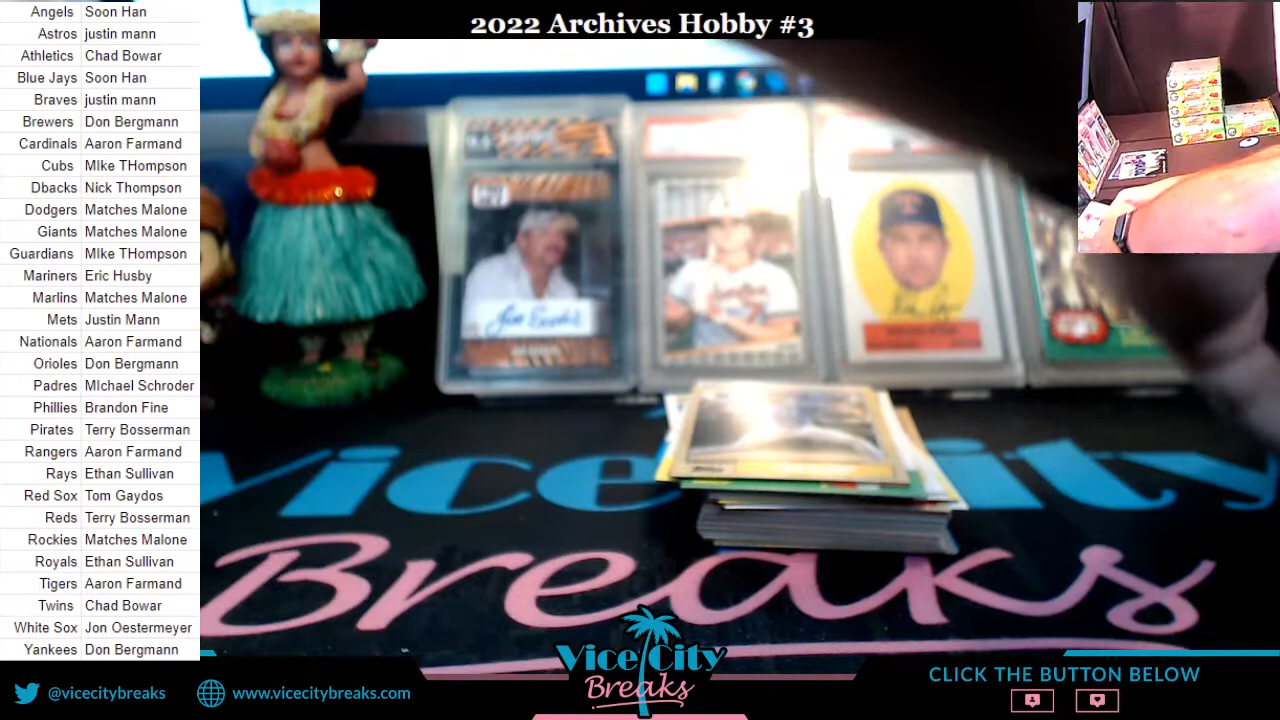 2022 Archives Hobby #3
Angels Soon Han
Astros justin mann
Athletics Chad Bowar
Blue Jays Soon Han
Braves justin mann
Brewers Don Bergmann
Cardinals Aaron Farmand
Cubs MIke THompson
Dbacks Nick Thompson
Dodgers Matches Malone
Giants Matches Malone
Guardians MIke THompson
Mariners Eric Husby
Marlins Matches Malone
Mets Justin Mann
Nationals Aaron Farmand
Orioles Don Bergmann
Padres MIchael Schroder
Phillies Brandon Fine
Pirates Terry Bosserman
Rangers Aaron Farmand
Rays Ethan Sullivan
Red Sox Tom Gaydos
Reds Terry Bosserman
Rockies Matches Malone
Royals Ethan Sullivan
Tigers Aaron Farmand
Twins Chad Bowar
White Sox Jon Oestermeyer
Yankees Don Bergmann
Vice City
Breaks
Vice City
Breaks
@vicecitybreaks
www.vicecitybreaks.com
CLICK THE BUTTON BELOW